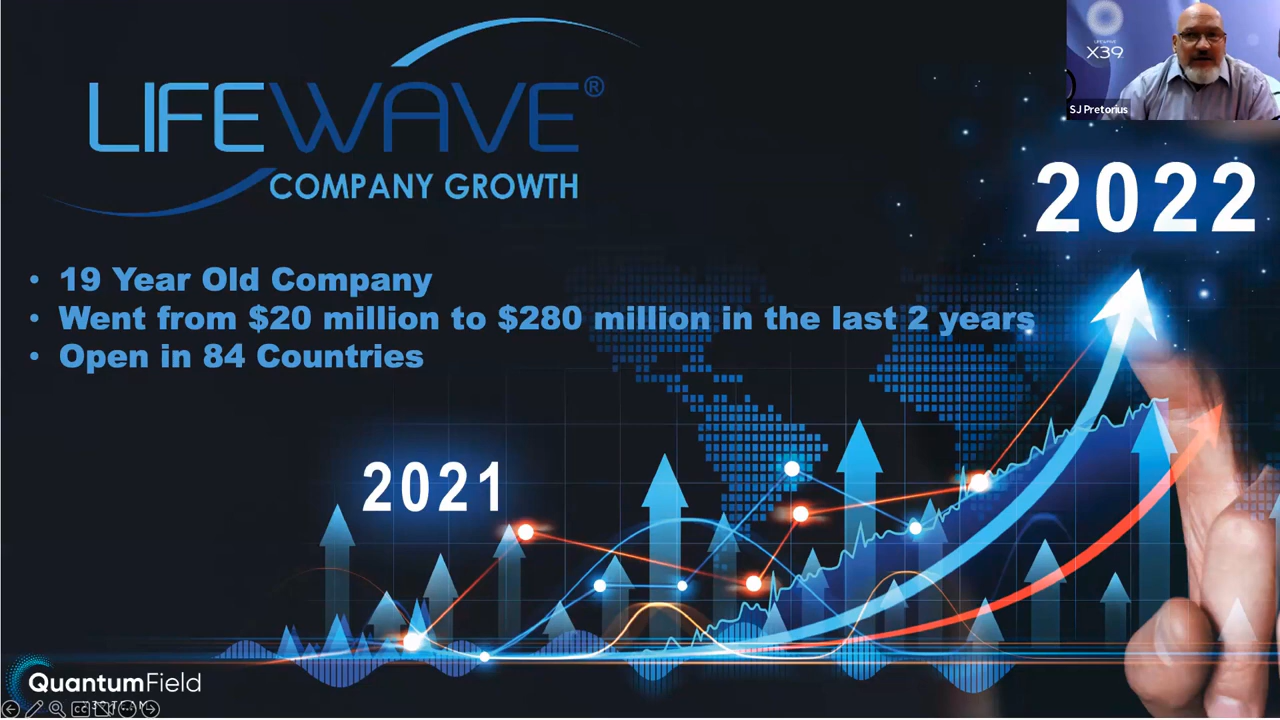 LIFEWAVE®
COMPANY GROWTH
LIFEWAVE
X39
SJ Pretorius
2022
• 19 Year Old Company
• Went from $20 million to $280 million in the last 2 years
• Open in 84 Countries
2021
QuantumField